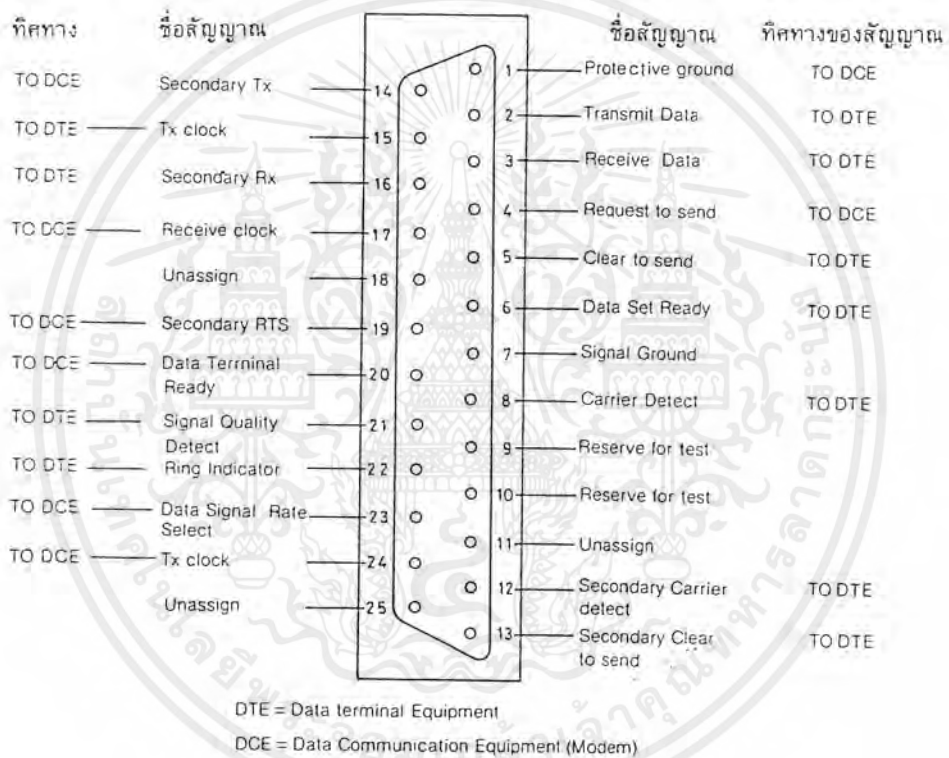 ทิศทาง ชื่อสัญญาณ ชื่อสัญญาณ ทิศทางของสัญญาณ
TO DCE Secondary Tx 14
TO DTE Tx clock 15
TO DTE Secondary Rx 16
TO DCE Receive clock 17
Unassign 18
TO DCE Secondary RTS 19
TO DCE Data Terminal 20
Ready
TO DTE Signal Quality 21
Detect
TO DTE Ring Indicator 22
TO DCE Data Signal Rate 23
Select
TO DCE Tx clock 24
Unassign 25
1 Protective ground TO DCE
2 Transmit Data TO DTE
3 Receive Data TO DTE
4 Request to send TO DCE
5 Clear to send TO DTE
6 Data Set Ready TO DTE
7 Signal Ground
8 Carrier Detect TO DTE
9 Reserve for test
10 Reserve for test
11 Unassign
12 Secondary Carrier TO DTE
detect
13 Secondary Clear TO DTE
to send
DTE = Data terminal Equipment
DCE = Data Communication Equipment (Modem)